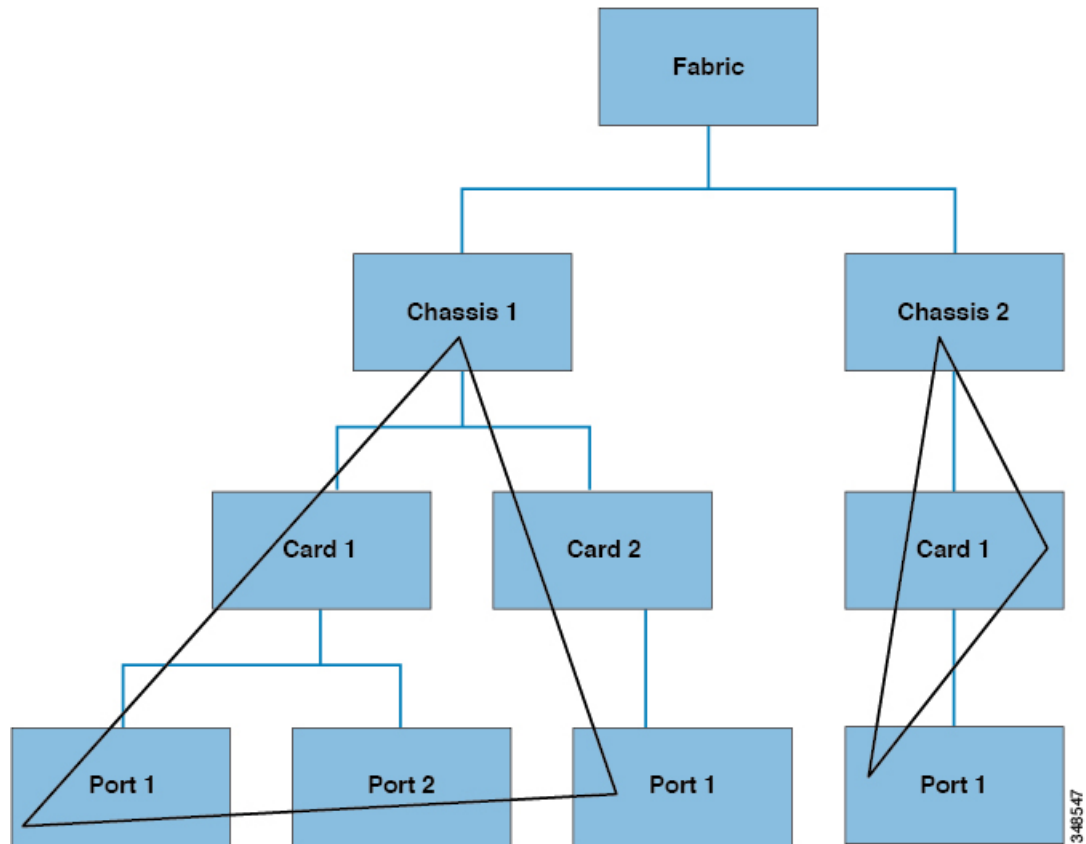 Fabric
Chassis 1
Chassis 2
Card 1
Card 2
Card 1
Port 1
Port 2
Port 1
Port 1
348547